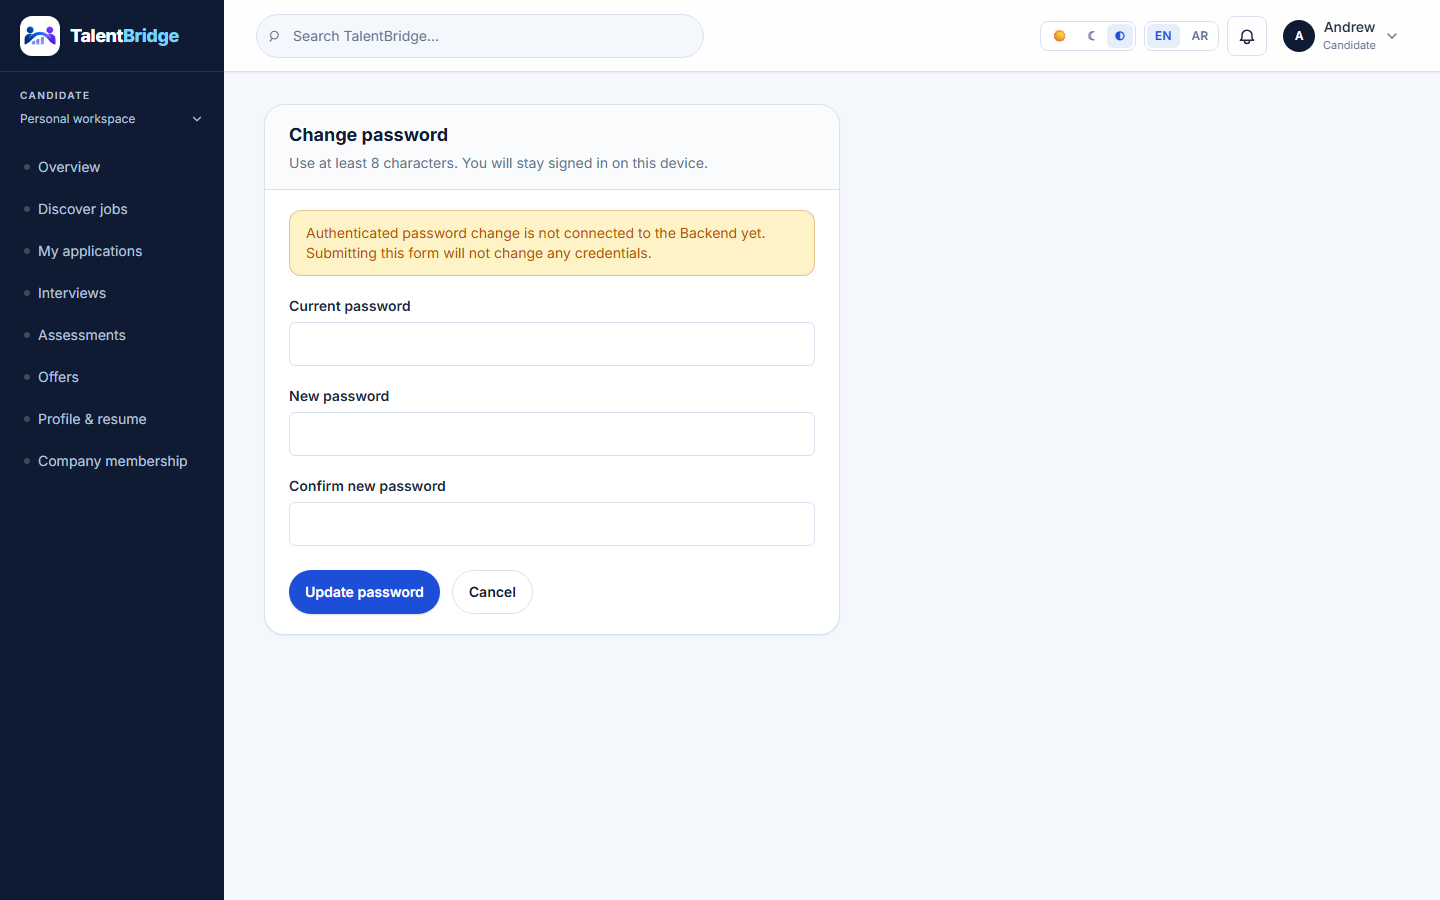 TalentBridge
CANDIDATE
Personal workspace
Overview
Discover jobs
My applications
Interviews
Assessments
Offers
Profile & resume
Company membership
Search TalentBridge...
EN AR
A
Andrew
Candidate
Change password
Use at least 8 characters. You will stay signed in on this device.
Authenticated password change is not connected to the Backend yet.
Submitting this form will not change any credentials.
Current password
New password
Confirm new password
Update password Cancel